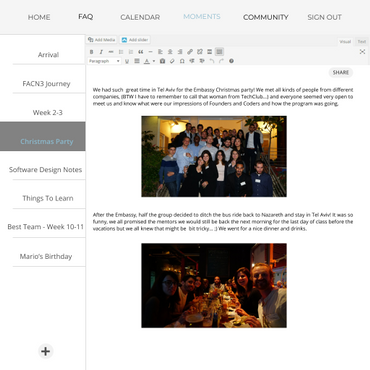 HOME FAQ CALENDAR MOMENTS COMMUNITY SIGN OUT
Add Media Add slider
Visual Text
Paragraph
SHARE
Arrival
FACN3 Journey
Week 2-3
Christmas Party
Software Design Notes
Things To Learn
Best Team - Week 10-11
Mario's Birthday
We had such great time in Tel Aviv for the Embassy Christmas party! We met all kinds of people from different
companies, (BTW I have to remember to call that woman from TechClub...) and everyone seemed very open to
meet us and know what were our impressions of Founders and Coders and how the program was going.
After the Embassy, half the group decided to ditch the bus ride back to Nazareth and stay in Tel Aviv! It was so
funny, we all promised the mentors we would still be back the next morning for the last day of class before the
vacations but we all knew that might be bit tricky... ;) We went for a nice dinner and drinks.